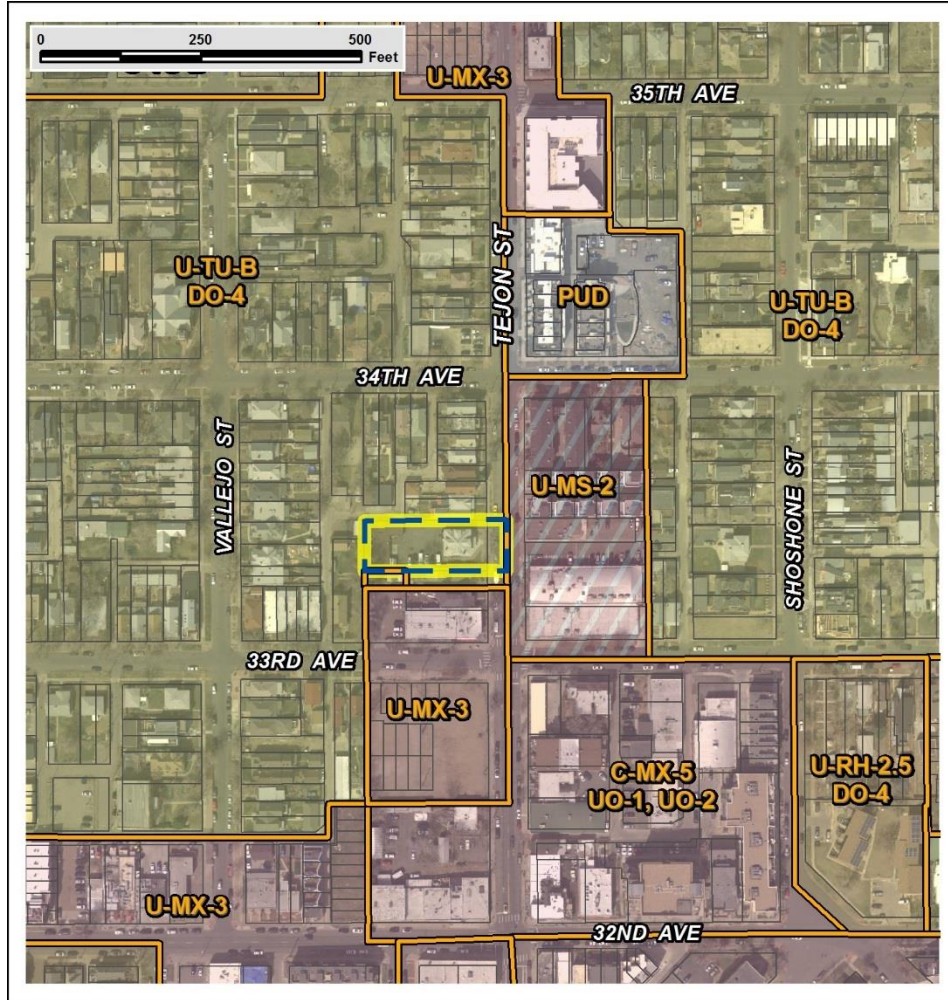 0 250 500
Feet
U-MX-3
35TH AVE
TEJON ST
U-TU-B
DO-4
PUD
U-TU-B
DO-4
34TH AVE
VALLEJO ST
U-MS-2
SHOSHONE ST
33RD AVE
U-MX-3
C-MX-5
UO-1, UO-2
U-RH-2.5
DO-4
U-MX-3
32ND AVE